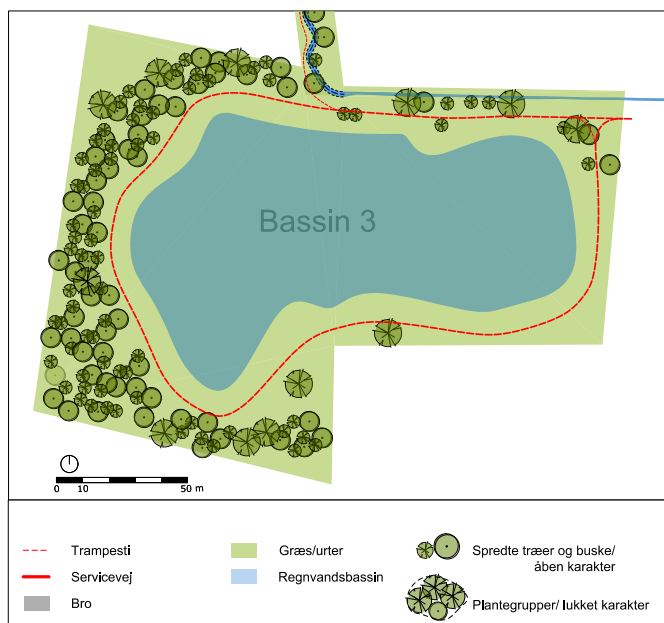 Bassin 3
0 10 50 m
Trampesti
Servicevej
Bro
Græs/urter
Regnvandsbassin
Spredte træer og buske/
åben karakter
Plantegrupper/ lukket karakter